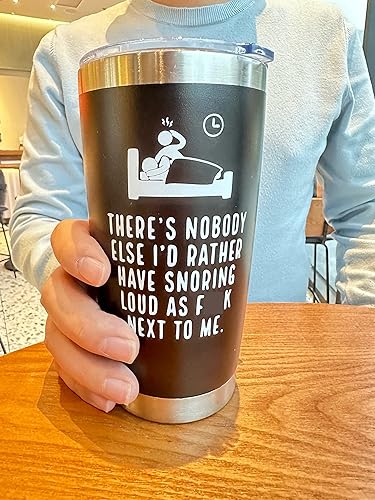 THERE'S NOBODY
ELSE I'D RATHER
HAVE SNORING
LOUD AS F K
NEXT TO ME.